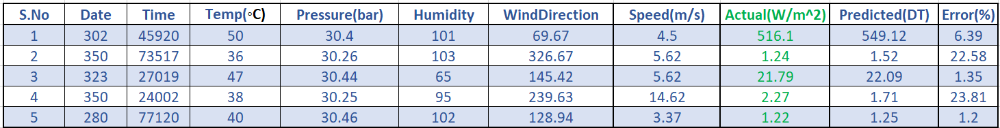 S.No Date Time Temp(◦C) Pressure(bar) Humidity WindDirection Speed(m/s) Actual(W/m^2) Predicted(DT) Error(%)
1 302 45920 50 30.4 101 69.67 4.5 516.1 549.12 6.39
2 350 73517 36 30.26 103 326.67 5.62 1.24 1.52 22.58
3 323 27019 47 30.44 65 145.42 5.62 21.79 22.09 1.35
4 350 24002 38 30.25 95 239.63 14.62 2.27 1.71 23.81
5 280 77120 40 30.46 102 128.94 3.37 1.22 1.25 1.2